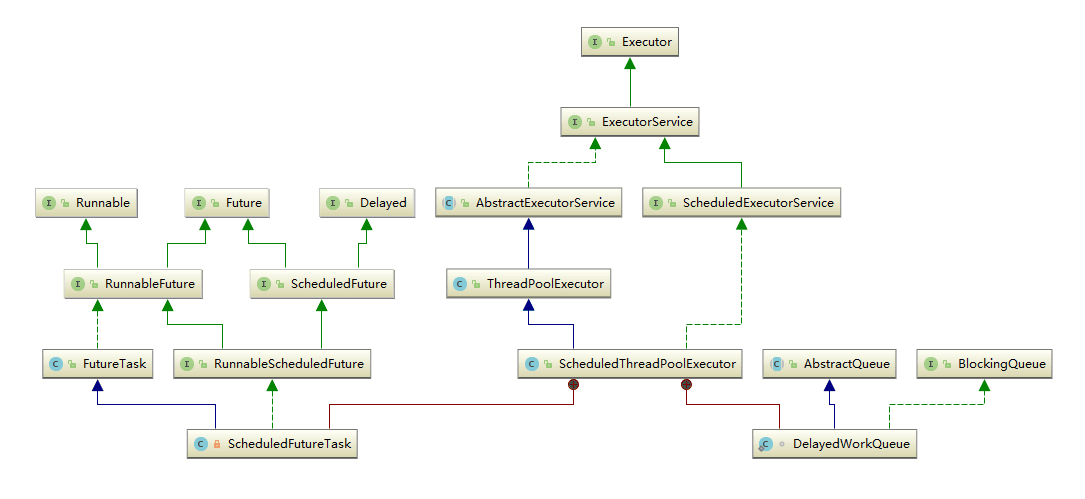 Executor
ExecutorService
Runnable
Future
Delayed
AbstractExecutorService
ScheduledExecutorService
RunnableFuture
ScheduledFuture
ThreadPoolExecutor
FutureTask
RunnableScheduledFuture
ScheduledThreadPoolExecutor
AbstractQueue
BlockingQueue
ScheduledFutureTask
DelayedWorkQueue